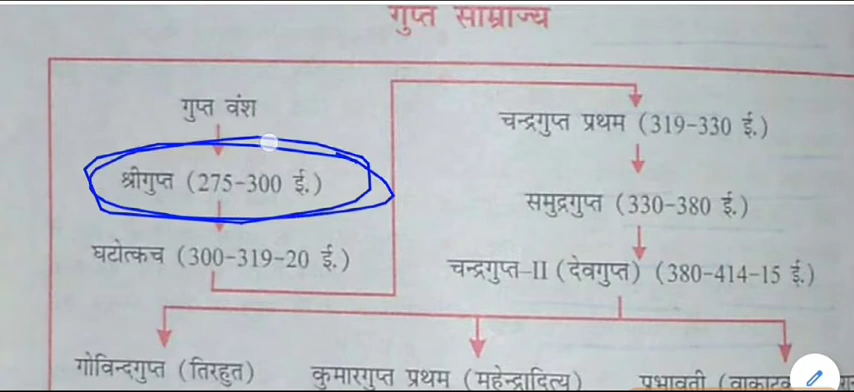 गुप्त साम्राज्य
गुप्त वंश
श्रीगुप्त (275-300 ई.)
घटोत्कच (300-319-20 ई.)
चन्द्रगुप्त प्रथम (319-330 ई.)
समुद्रगुप्त (330-380 ई.)
चन्द्रगुप्त-II (देवगुप्त) (380-414-15 ई.)
गोविन्दगुप्त (तिरहुत)
कुमारगुप्त प्रथम (महेन्द्रादित्य)
प्रभावती